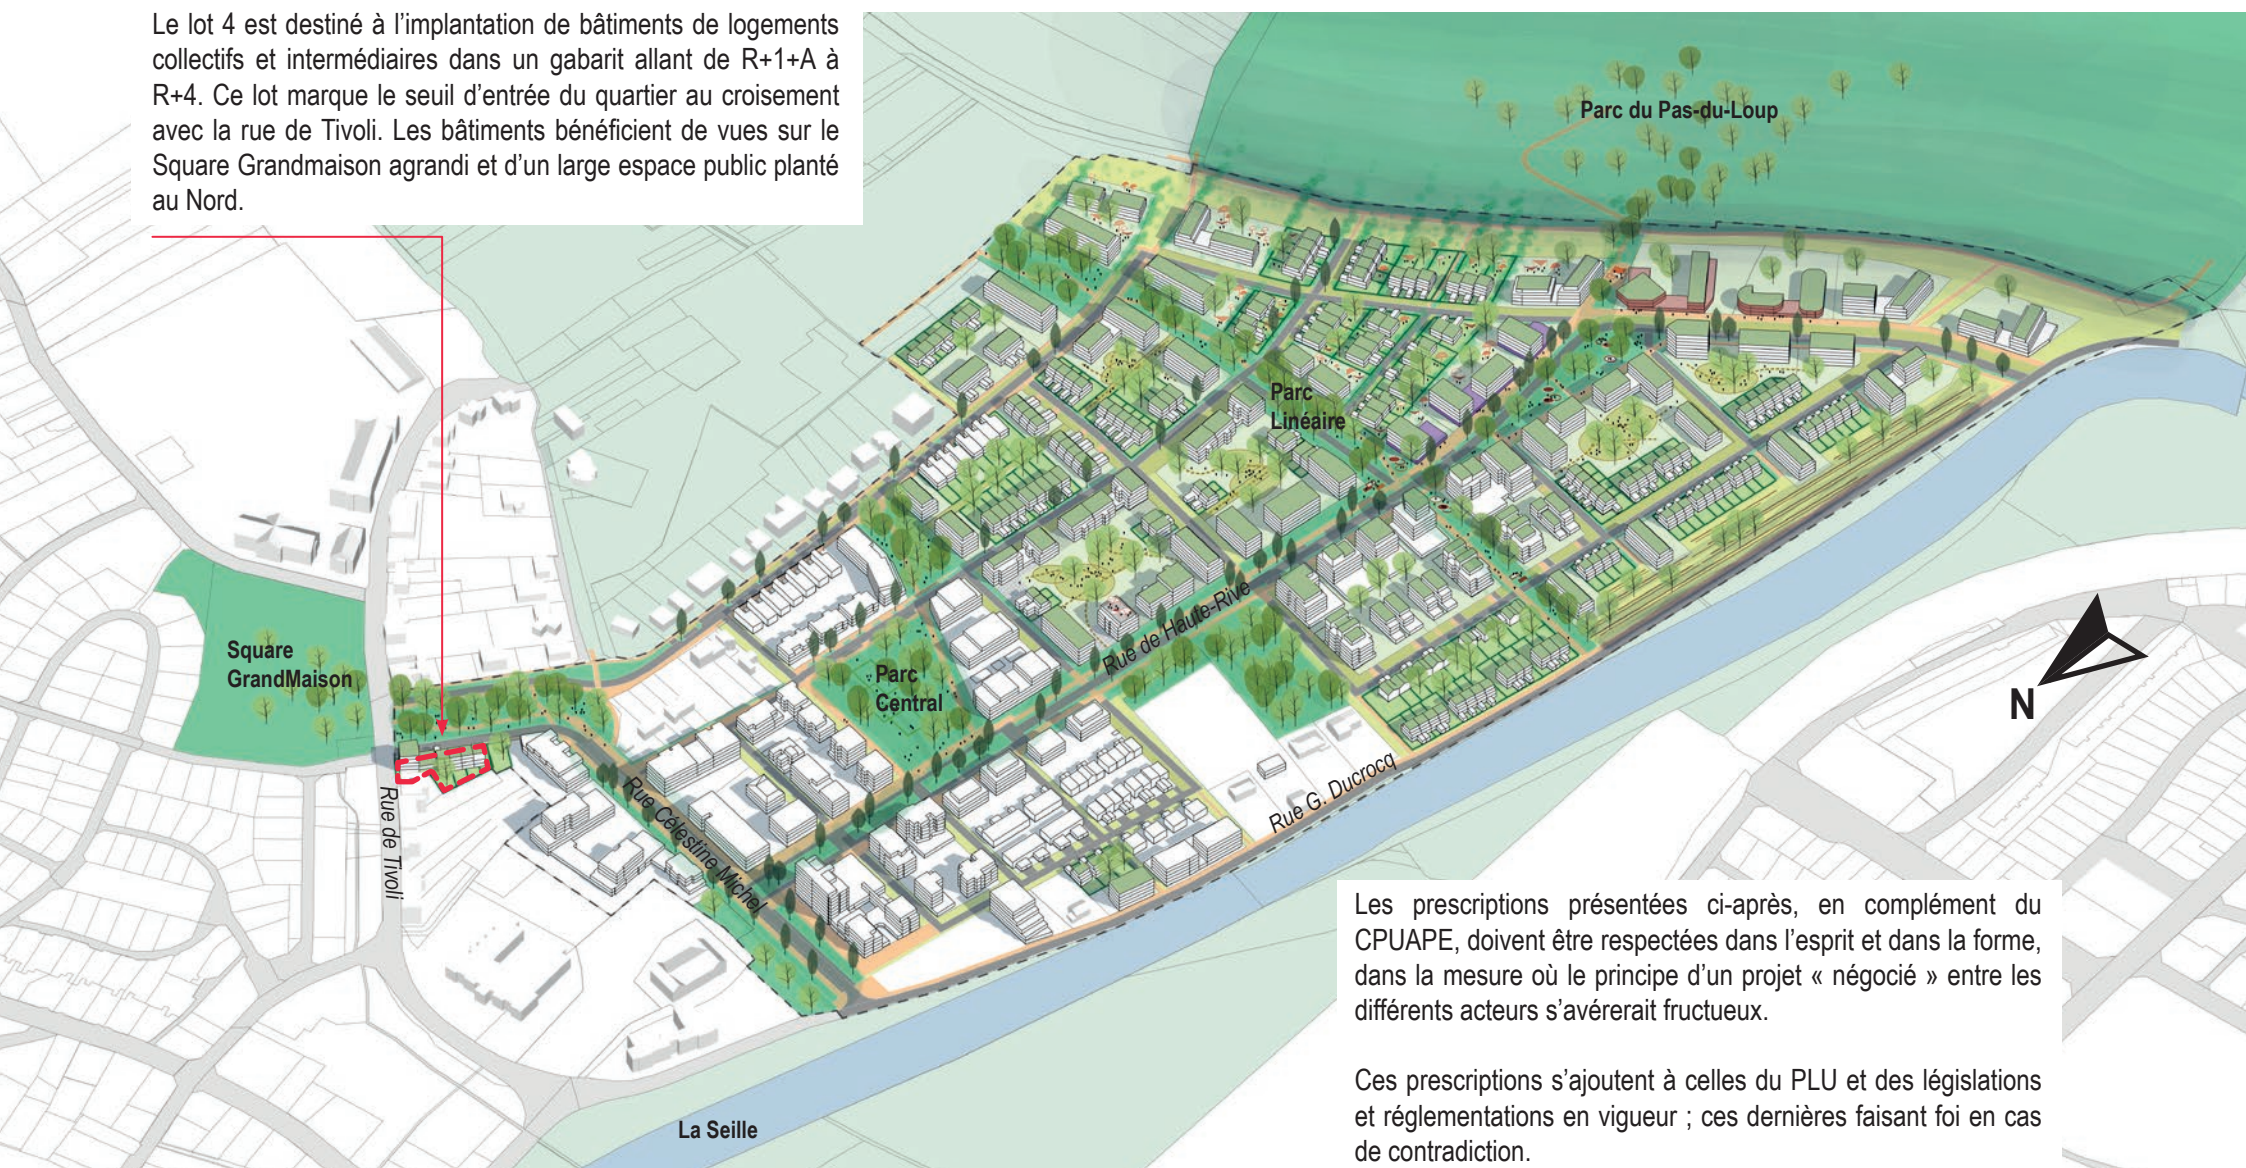 Le lot 4 est destiné à l’implantation de bâtiments de logements
collectifs et intermédiaires dans un gabarit allant de R+1+A à
R+4. Ce lot marque le seuil d’entrée du quartier au croisement
avec la rue de Tivoli. Les bâtiments bénéficient de vues sur le
Square Grandmaison agrandi et d’un large espace public planté
au Nord.
Parc du Pas-du-Loup
Parc
Linéaire
Rue de Haute-Rive
Square
GrandMaison
Parc
Central
N
Rue de Tivoli
Rue Célestine Michel
Rue G. Ducrocq
La Seille
Les prescriptions présentées ci-après, en complément du
CPUAPE, doivent être respectées dans l’esprit et dans la forme,
dans la mesure où le principe d’un projet « négocié » entre les
différents acteurs s’avérerait fructueux.
Ces prescriptions s’ajoutent à celles du PLU et des législations
et réglementations en vigueur ; ces dernières faisant foi en cas
de contradiction.